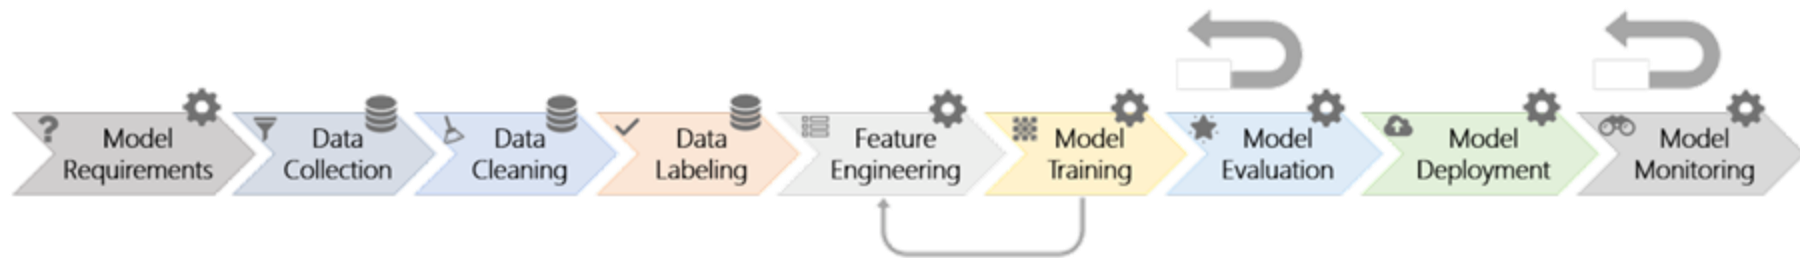 Model
Requirements
Data
Collection
Data
Cleaning
Data
Labeling
Feature
Engineering
Model
Training
Model
Evaluation
Model
Deployment
Model
Monitoring